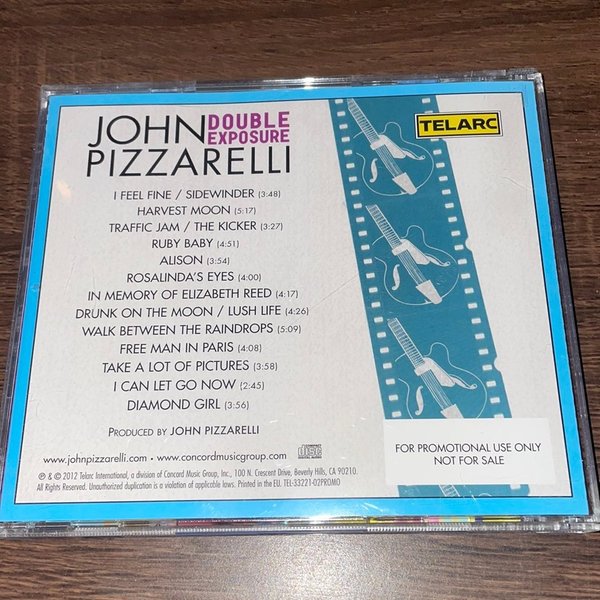 JOHN DOUBLE EXPOSURE
PIZZARELLI
TELARC
I FEEL FINE / SIDEWINDER (3:48)
HARVEST MOON (5:17)
TRAFFIC JAM / THE KICKER (3:27)
RUBY BABY (4:51)
ALISON (3:54)
ROSALINDA'S EYES (4:00)
IN MEMORY OF ELIZABETH REED (4:17)
DRUNK ON THE MOON / LUSH LIFE (4:26)
WALK BETWEEN THE RAINDROPS (5:09)
FREE MAN IN PARIS (4:08)
TAKE A LOT OF PICTURES (3:58)
I CAN LET GO NOW (2:45)
DIAMOND GIRL (3:56)
PRODUCED BY JOHN PIZZARELLI
www.johnpizzarelli.com • www.concordmusicgroup.com
FOR PROMOTIONAL USE ONLY
NOT FOR SALE
℗ & © 2012 Telarc International, a division of Concord Music Group, Inc., 100 N. Crescent Drive, Beverly Hills, CA 90210.
All Rights Reserved. Unauthorized duplication is a violation of applicable laws. Printed in the EU. TEL-33221-02PROMO